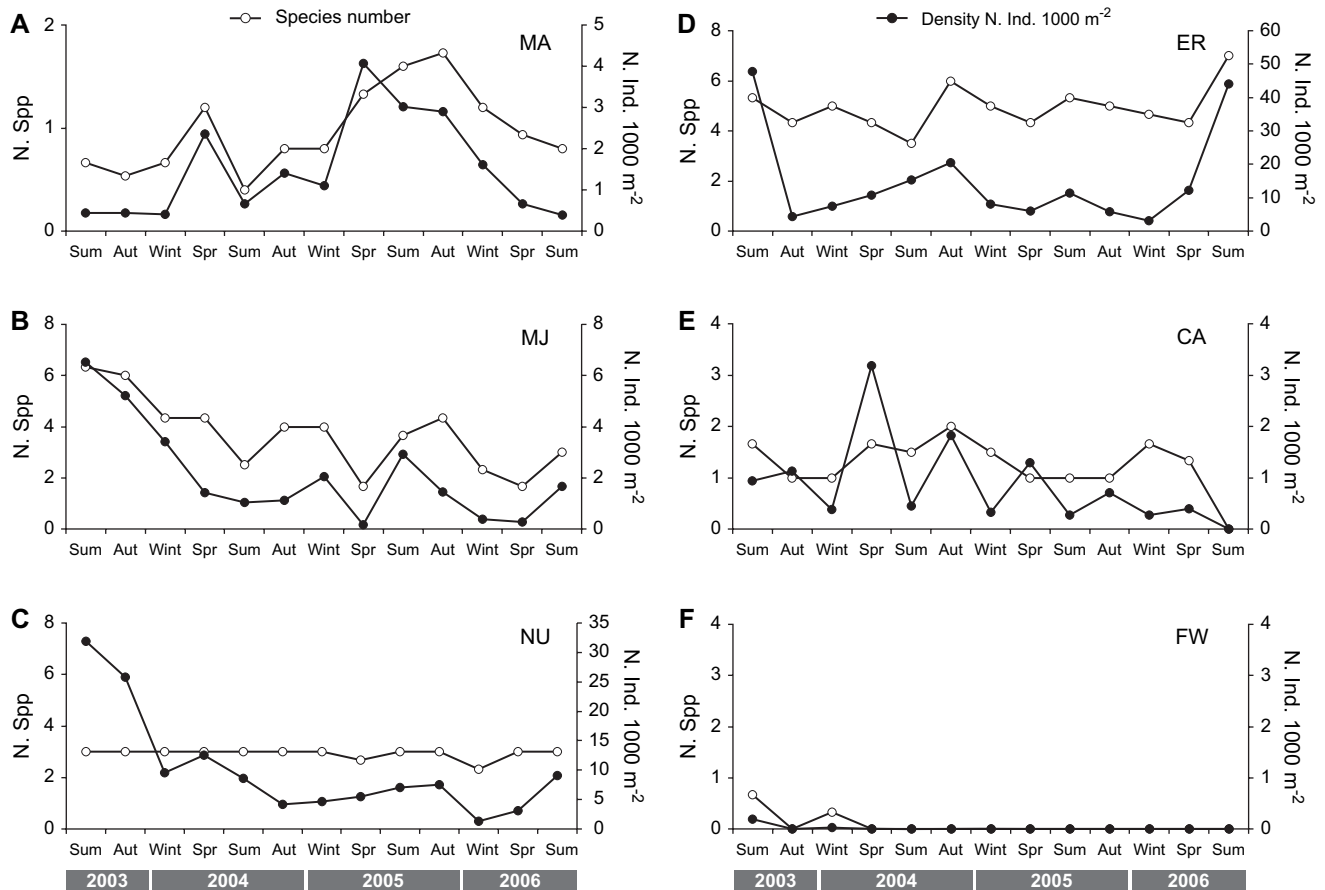 Species number
Density N. Ind. 1000 m-2
A
MA
2
1
0
N. Spp
5
4
3
2
1
0
N. Ind. 1000 m-2
Sum Aut Wint Spr Sum Aut Wint Spr Sum Aut Wint Spr Sum
D
ER
8
6
4
2
0
N. Spp
60
50
40
30
20
10
0
N. Ind. 1000 m-2
Sum Aut Wint Spr Sum Aut Wint Spr Sum Aut Wint Spr Sum
B
MJ
8
6
4
2
0
N. Spp
8
6
4
2
0
N. Ind. 1000 m-2
Sum Aut Wint Spr Sum Aut Wint Spr Sum Aut Wint Spr Sum
E
CA
4
3
2
1
0
N. Spp
4
3
2
1
0
N. Ind. 1000 m-2
Sum Aut Wint Spr Sum Aut Wint Spr Sum Aut Wint Spr Sum
C
NU
8
6
4
2
0
N. Spp
35
30
25
20
15
10
5
0
N. Ind. 1000 m-2
Sum Aut Wint Spr Sum Aut Wint Spr Sum Aut Wint Spr Sum
2003 2004 2005 2006
F
FW
4
3
2
1
0
N. Spp
4
3
2
1
0
N. Ind. 1000 m-2
Sum Aut Wint Spr Sum Aut Wint Spr Sum Aut Wint Spr Sum
2003 2004 2005 2006